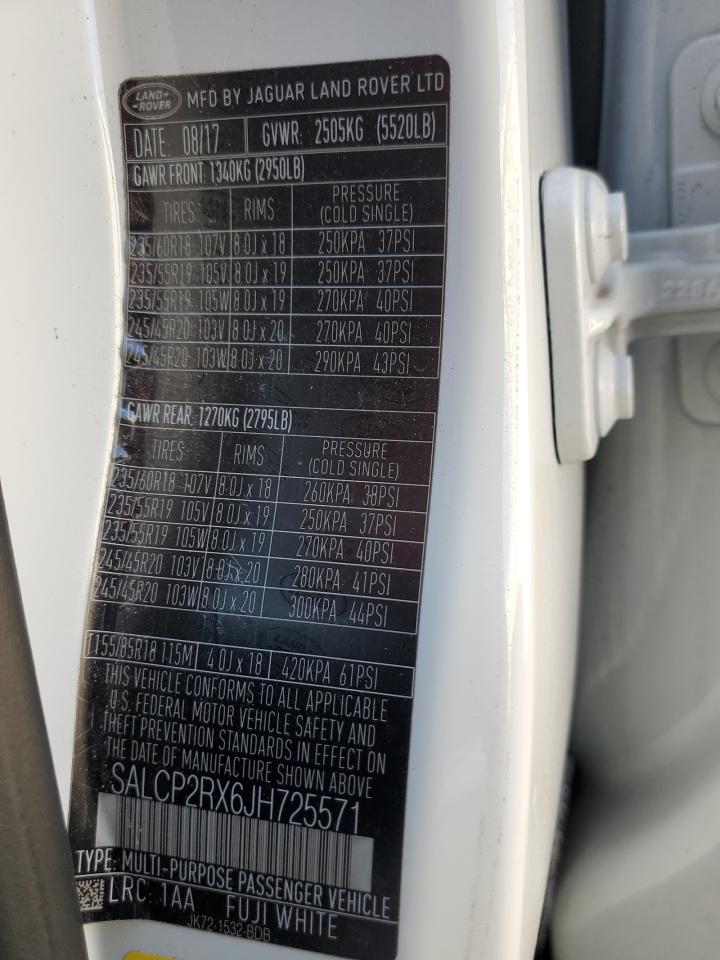 LAND ROVER MFD BY JAGUAR LAND ROVER LTD
DATE: 08/17 GVWR: 2505KG (5520LB)
GAWR FRONT 1340KG (2950LB)
TIRES RIMS PRESSURE (COLD SINGLE)
235/60R18 107V 8.0J x 18 250KPA 37PSI
235/55R19 105V 8.0J x 19 250KPA 37PSI
235/55R19 105W 8.0J x 19 270KPA 40PSI
245/45R20 103V 8.0J x 20 270KPA 40PSI
245/45R20 103W 8.0J x 20 290KPA 43PSI
GAWR REAR: 1270KG (2795LB)
TIRES RIMS PRESSURE (COLD SINGLE)
235/60R18 107V 8.0J x 18 260KPA 38PSI
235/55R19 105V 8.0J x 19 250KPA 37PSI
235/55R19 105W 8.0J x 19 270KPA 40PSI
245/45R20 103V 8.0J x 20 280KPA 41PSI
245/45R20 103W 8.0J x 20 300KPA 44PSI
T155/85R18 115M 4.0J x 18 420KPA 61PSI
THIS VEHICLE CONFORMS TO ALL APPLICABLE
U.S. FEDERAL MOTOR VEHICLE SAFETY AND
THEFT PREVENTION STANDARDS IN EFFECT ON
THE DATE OF MANUFACTURE SHOWN ABOVE
SALCP2RX6JH725571
TYPE: MULTI-PURPOSE PASSENGER VEHICLE
LRC: 1AA FUJI WHITE
JK72-1532-BDB